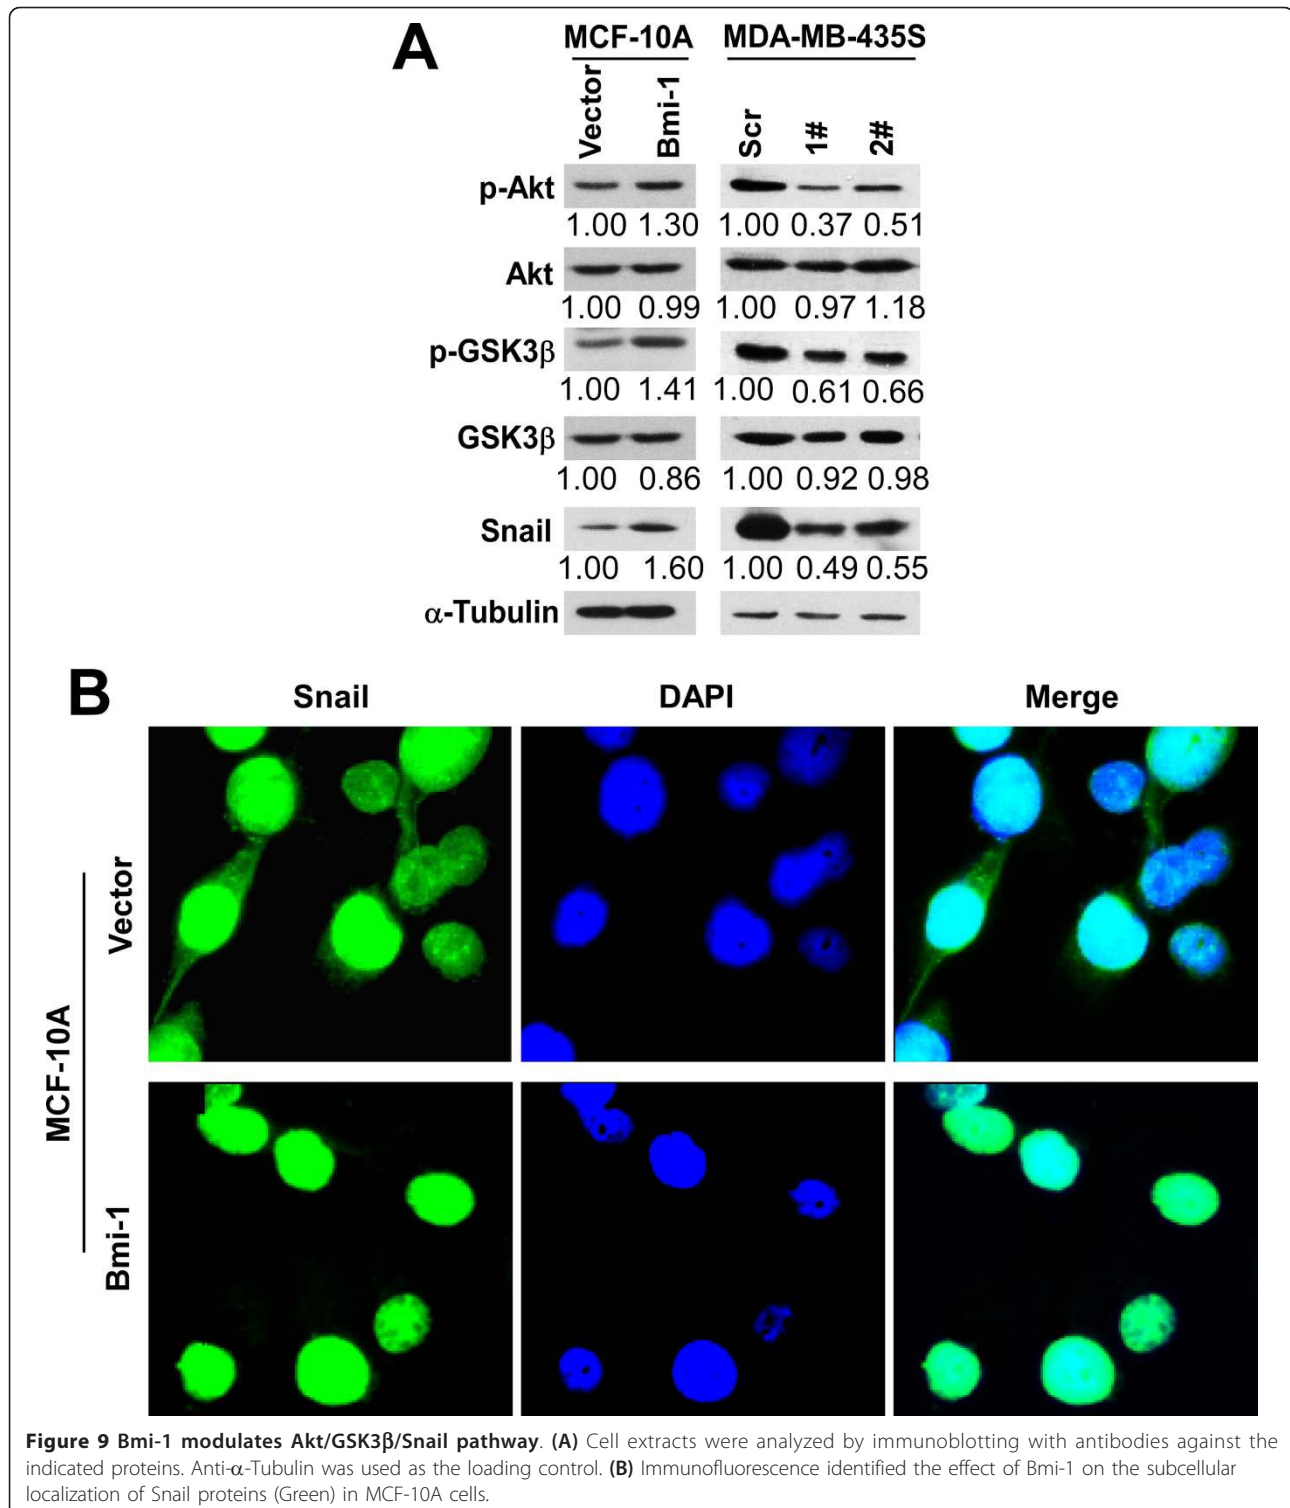 A
MCF-10A MDA-MB-435S
Vector Bmi-1 Scr 1# 2#
p-Akt
1.00 1.30 1.00 0.37 0.51
Akt
1.00 0.99 1.00 0.97 1.18
p-GSK3β
1.00 1.41 1.00 0.61 0.66
GSK3β
1.00 0.86 1.00 0.92 0.98
Snail
1.00 1.60 1.00 0.49 0.55
α-Tubulin
B
Snail DAPI Merge
MCF-10A
Vector
Bmi-1
Figure 9 Bmi-1 modulates Akt/GSK3β/Snail pathway. (A) Cell extracts were analyzed by immunoblotting with antibodies against the
indicated proteins. Anti-α-Tubulin was used as the loading control. (B) Immunofluorescence identified the effect of Bmi-1 on the subcellular
localization of Snail proteins (Green) in MCF-10A cells.